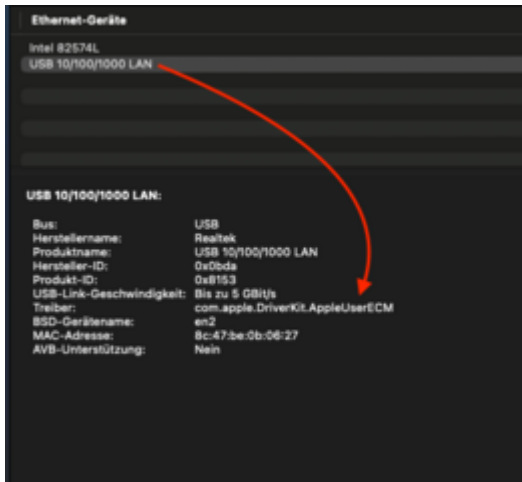 Ethernet-Geräte
Intel 82574L
USB 10/100/1000 LAN
USB 10/100/1000 LAN:
Bus: USB
Herstellername: Realtek
Produktname: USB 10/100/1000 LAN
Hersteller-ID: 0x0bda
Produkt-ID: 0x8153
USB-Link-Geschwindigkeit: Bis zu 5 GBit/s
Treiber: com.apple.DriverKit.AppleUserECM
BSD-Gerätename: en2
MAC-Adresse: 8c:47:be:0b:06:27
AVB-Unterstützung: Nein